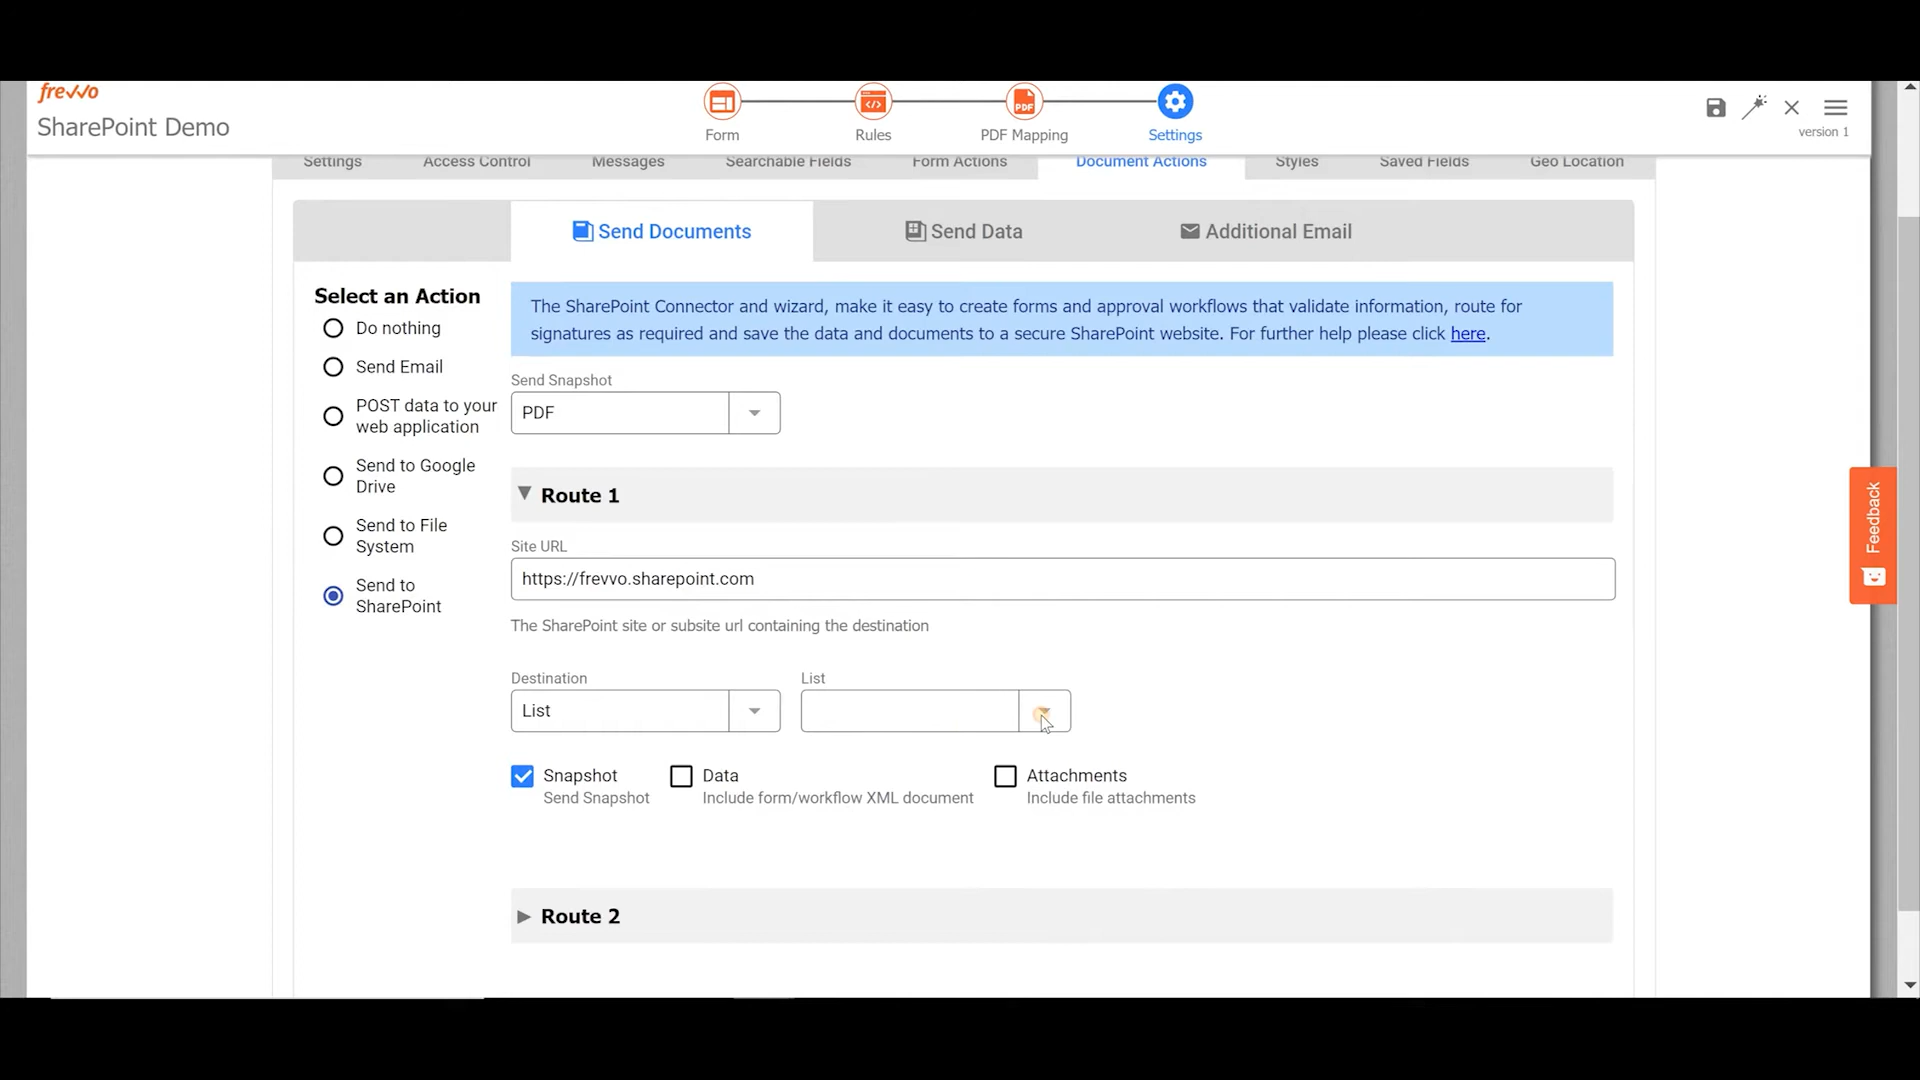 frevvo
SharePoint Demo
Form
Rules
PDF
PDF Mapping
Settings
version 1
Settings
Access Control
Messages
Searchable Fields
Form Actions
Document Actions
Styles
Saved Fields
Geo Location
Send Documents
Send Data
Additional Email
Select an Action
Do nothing
Send Email
POST data to your
web application
Send to Google
Drive
Send to File
System
Send to
SharePoint
The SharePoint Connector and wizard, make it easy to create forms and approval workflows that validate information, route for
signatures as required and save the data and documents to a secure SharePoint website. For further help please click here.
Send Snapshot
PDF
Route 1
Site URL
https://frevvo.sharepoint.com
The SharePoint site or subsite url containing the destination
Destination
List
List
Snapshot
Send Snapshot
Data
Include form/workflow XML document
Attachments
Include file attachments
Route 2
Feedback